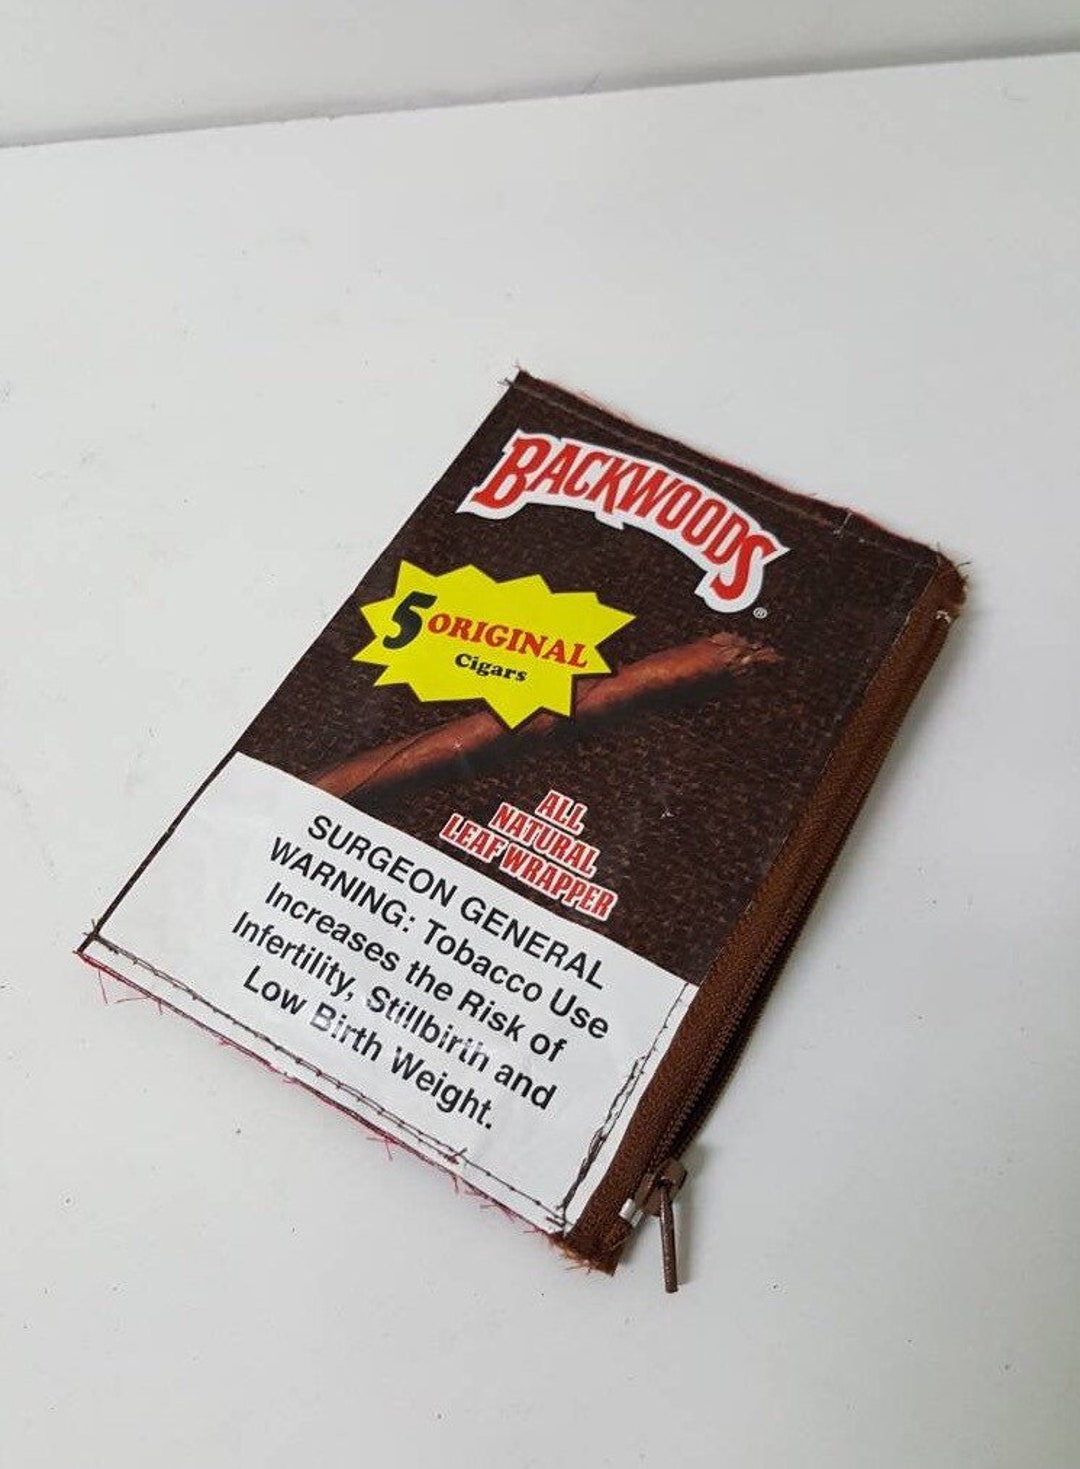 BACKWOODS®
5 ORIGINAL
Cigars
ALL
NATURAL
LEAF WRAPPER
SURGEON GENERAL
WARNING: Tobacco Use
Increases the Risk of
Infertility, Stillbirth and
Low Birth Weight.